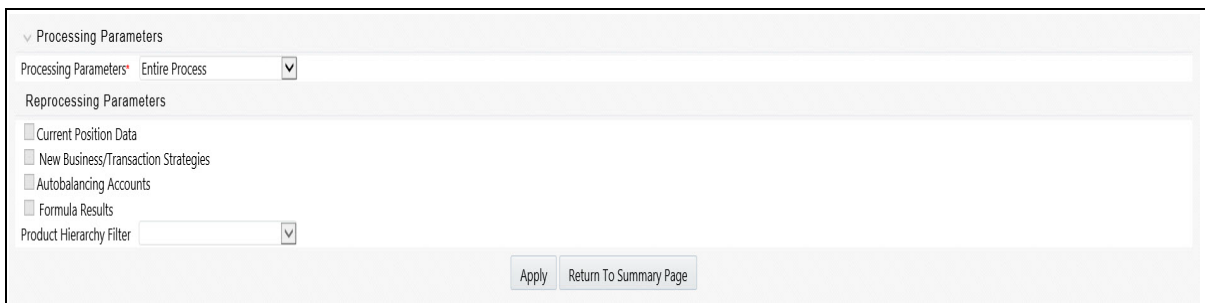 Processing Parameters
Processing Parameters* Entire Process
Reprocessing Parameters
Current Position Data
New Business/Transaction Strategies
Autobalancing Accounts
Formula Results
Product Hierarchy Filter
Apply Return To Summary Page